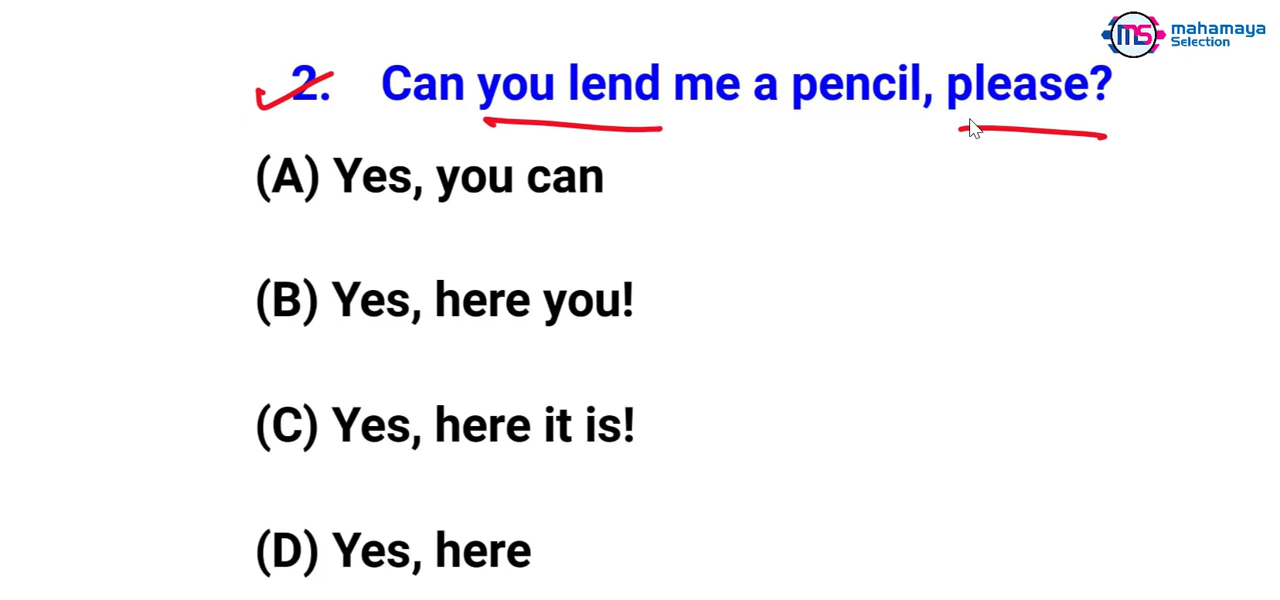 mahamaya
MS Selection
2. Can you lend me a pencil, please?
(A) Yes, you can
(B) Yes, here you!
(C) Yes, here it is!
(D) Yes, here